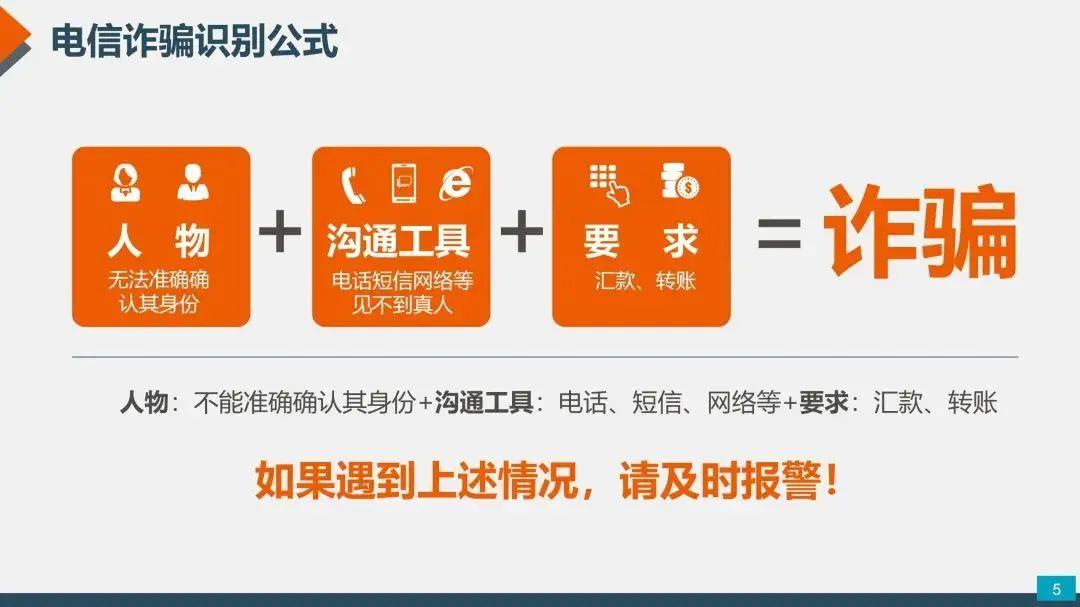 电信诈骗识别公式
人 物
无法准确确
认其身份
+
沟通工具
电话短信网络等
见不到真人
+
要 求
汇款、转账
=
诈骗
人物：不能准确确认其身份+沟通工具：电话、短信、网络等+要求：汇款、转账
如果遇到上述情况，请及时报警！
5